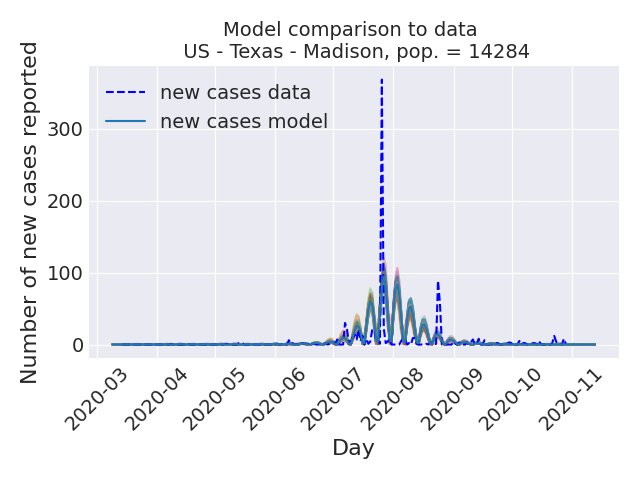 Model comparison to data
US - Texas - Madison, pop. = 14284
Number of new cases reported
new cases data
new cases model
300
200
100
0
2020-03
2020-04
2020-05
2020-06
2020-07
2020-08
2020-09
2020-10
2020-11
Day